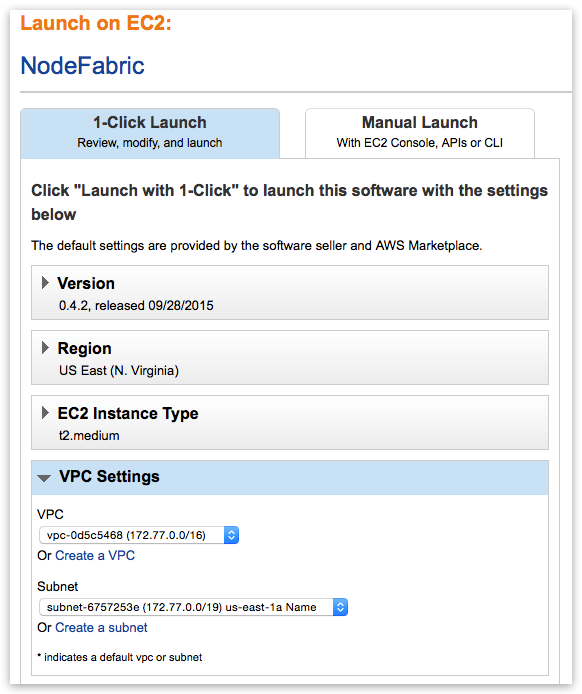 Launch on EC2:
NodeFabric
1-Click Launch
Review, modify, and launch
Manual Launch
With EC2 Console, APIs or CLI
Click "Launch with 1-Click" to launch this software with the settings
below
The default settings are provided by the software seller and AWS Marketplace.
Version
0.4.2, released 09/28/2015
Region
US East (N. Virginia)
EC2 Instance Type
t2.medium
VPC Settings
VPC
vpc-0d5c5468 (172.77.0.0/16)
Or Create a VPC
Subnet
subnet-6757253e (172.77.0.0/19) us-east-1a Name
Or Create a subnet
* indicates a default vpc or subnet